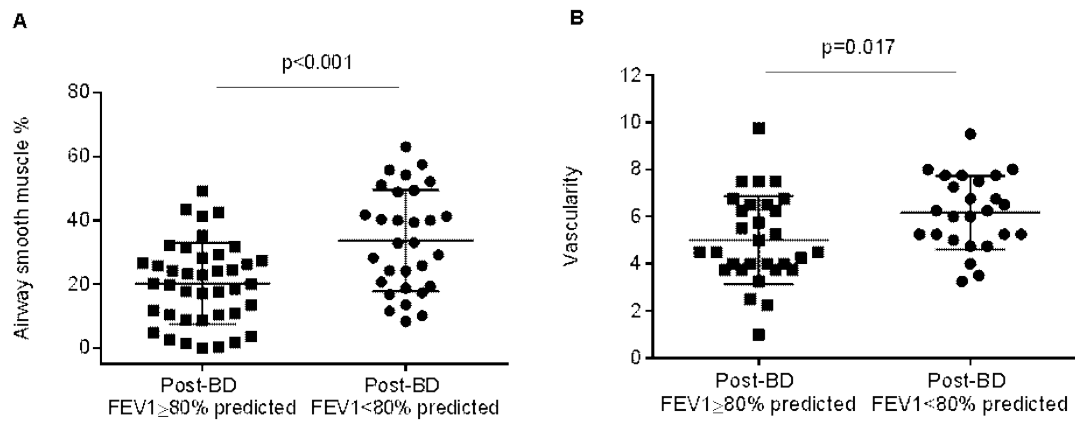 A
p<0.001
Airway smooth muscle %
80
60
40
20
0
Post-BD
FEV1≥80% predicted
Post-BD
FEV1<80% predicted
B
p=0.017
Vascularity
12
10
8
6
4
2
0
Post-BD
FEV1≥80% predicted
Post-BD
FEV1<80% predicted